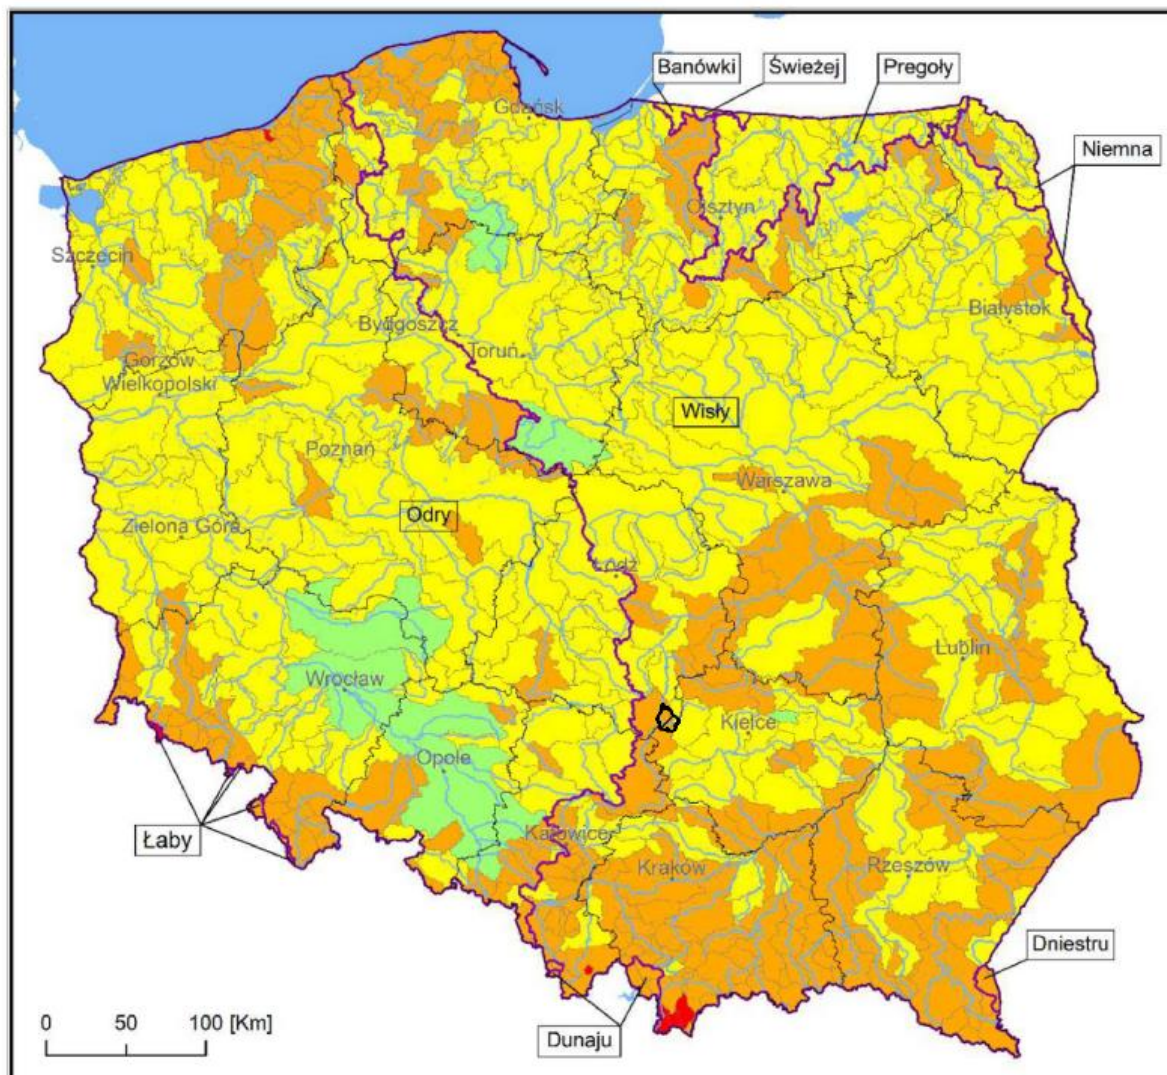 Banówki
Świeżej
Pregoły
Niemna
Gdańsk
Olsztyn
Szczecin
Białystok
Bydgoszcz
Toruń
Gorzów
Wielkopolski
Wisły
Poznań
Warszawa
Odry
Zielona Góra
Łódź
Lublin
Wrocław
Kielce
Opole
Łaby
Katowice
Kraków
Rzeszów
Dniestru
0 50 100 [Km]
Dunaju